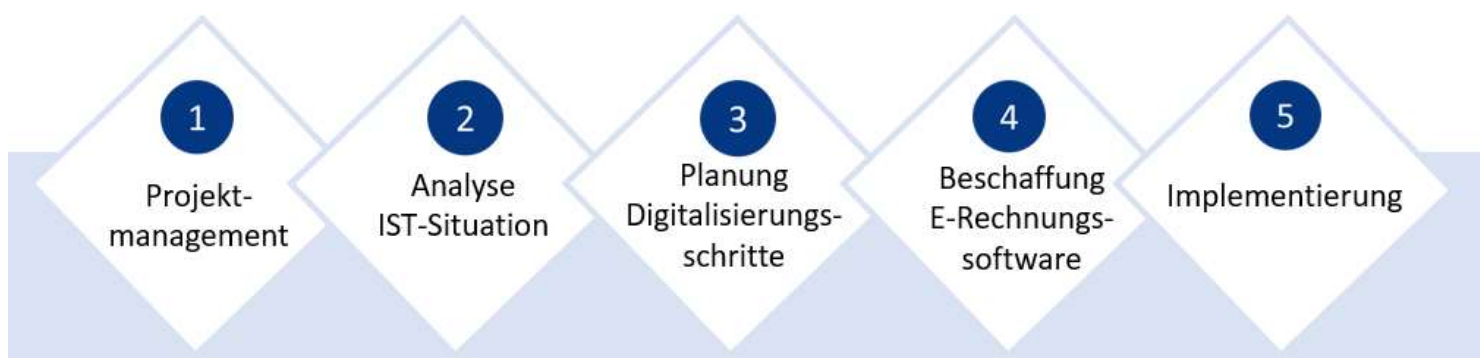 1
Projekt-
management
2
Analyse
IST-Situation
3
Planung
Digitalisierungs-
schritte
4
Beschaffung
E-Rechnungs-
software
5
Implementierung